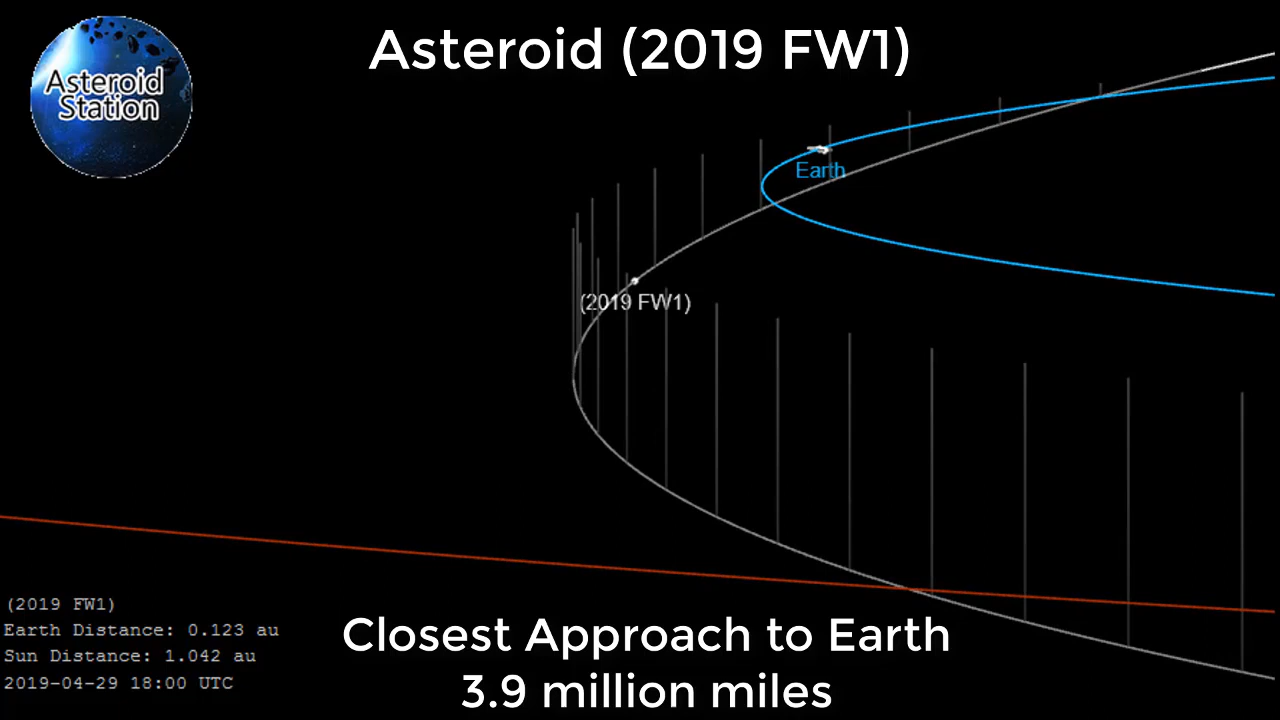 Asteroid (2019 FW1)
Asteroid
Station
Earth
(2019 FW1)
(2019 FW1)
Earth Distance: 0.123 au
Sun Distance: 1.042 au
2019-04-29 18:00 UTC
Closest Approach to Earth
3.9 million miles